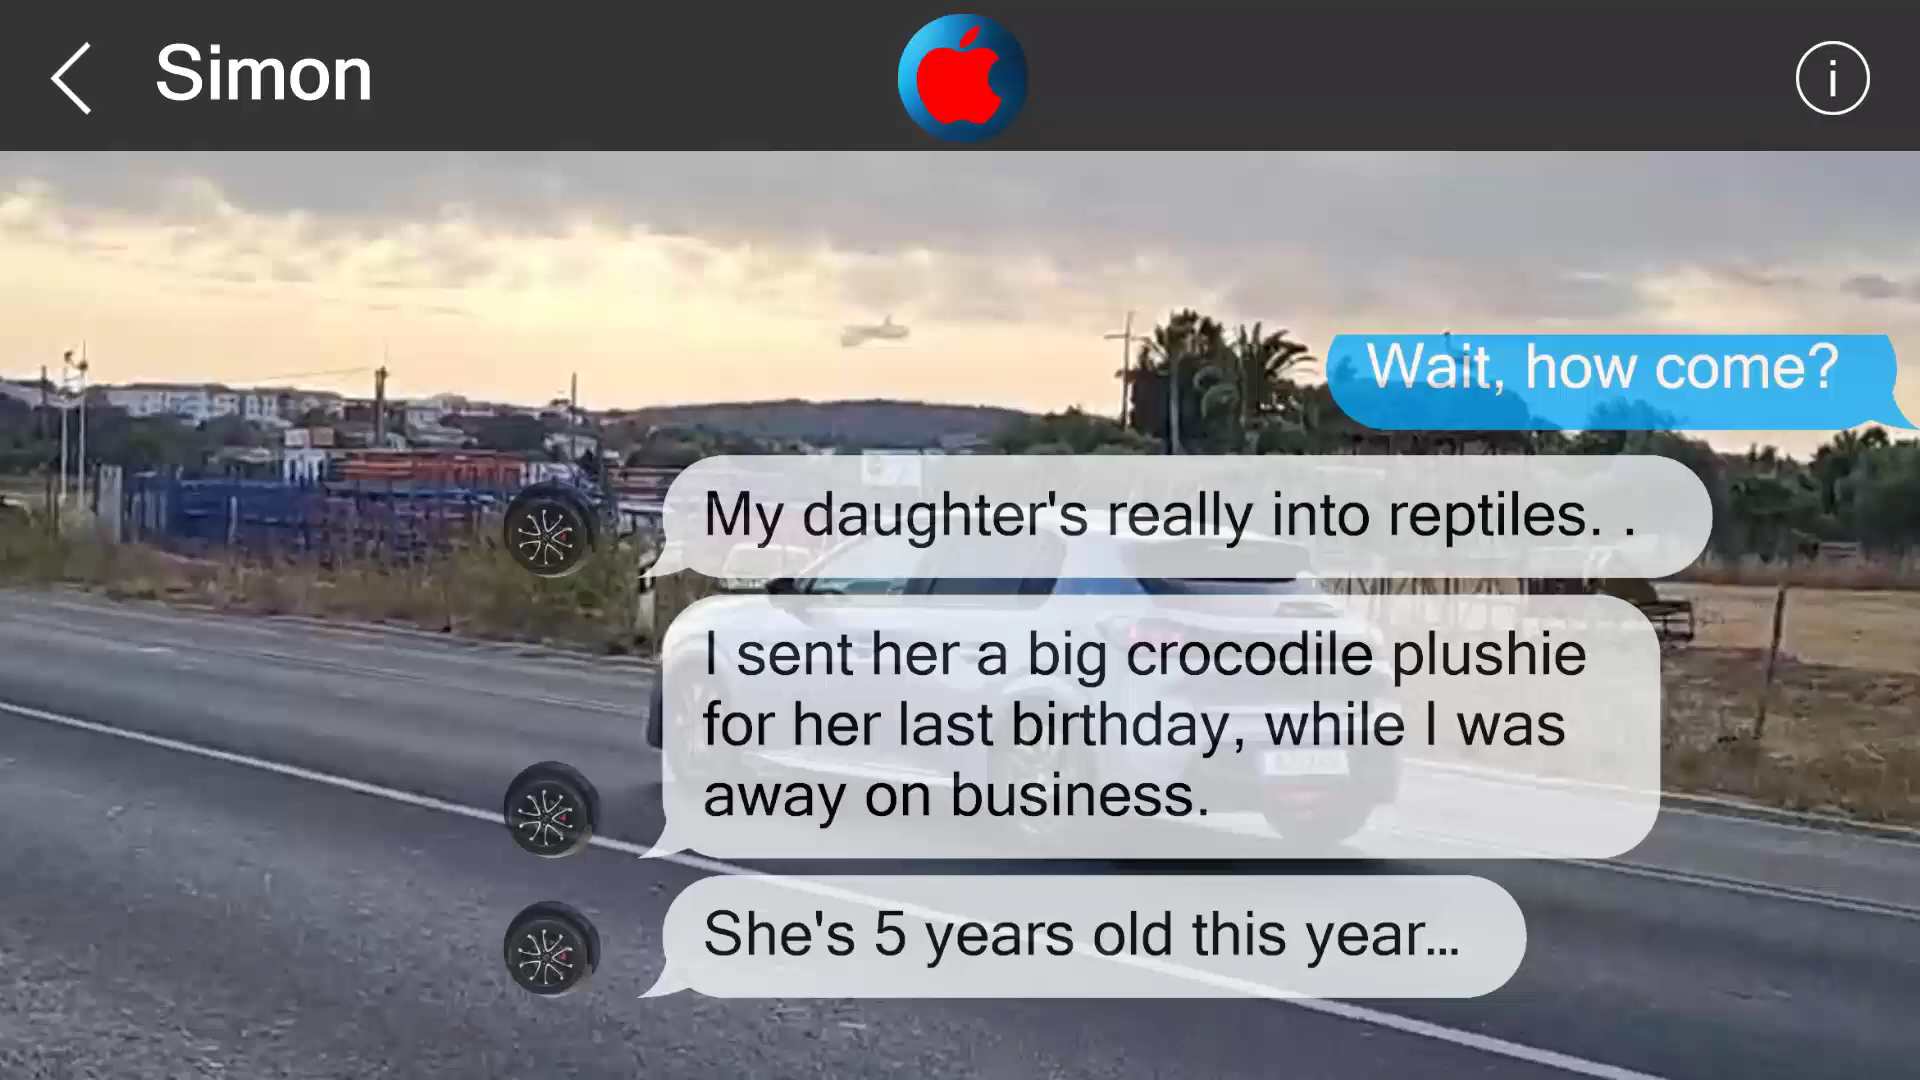 Simon
Wait, how come?
My daughter's really into reptiles. .
I sent her a big crocodile plushie
for her last birthday, while I was
away on business.
She's 5 years old this year...